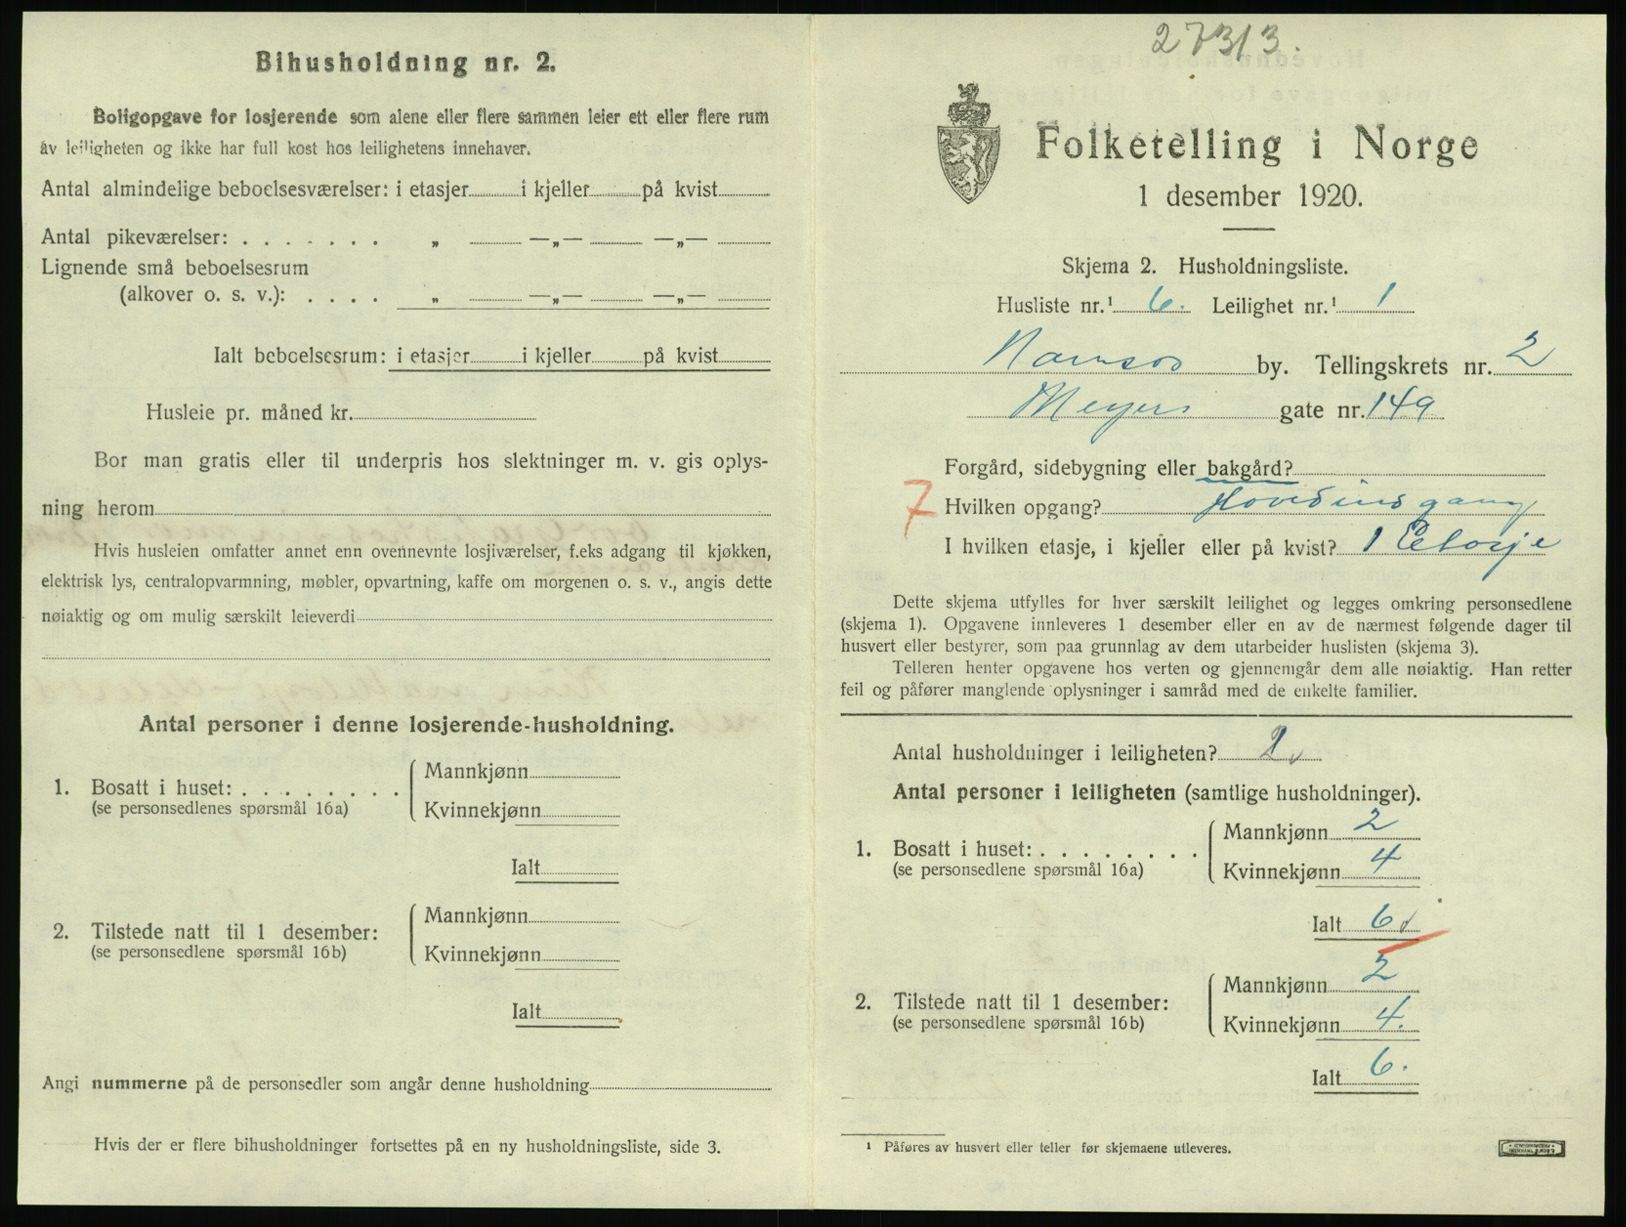 Bihusholdning nr. 2.
Boligopgave for losjerende som alene eller flere sammen leier ett eller flere rum
av leiligheten og ikke har full kost hos leilighetens innehaver.
Antal almindelige beboelsesværelser: i etasjer i kjeller på kvist
Antal pikeværelser: . . . . . . . „ —„— —„—
Lignende små beboelsesrum
(alkover o. s. v.): . . . . „ —„— —„—
Ialt beboelsesrum: i etasjer i kjeller på kvist
Husleie pr. måned kr.
Bor man gratis eller til underpris hos slektninger m. v. gis oplys-
ning herom
Hvis husleien omfatter annet enn ovennevnte losjiværelser, f.eks adgang til kjøkken,
elektrisk lys, centralopvarmning, møbler, opvartning, kaffe om morgenen o. s. v., angis dette
nøiaktig og om mulig særskilt leieverdi
Antal personer i denne losjerende-husholdning.
1. Bosatt i huset: . . . . . . . .
(se personsedlenes spørsmål 16a)
Mannkjønn
Kvinnekjønn
Ialt
2. Tilstede natt til 1 desember:
(se personsedlene spørsmål 16b)
Mannkjønn
Kvinnekjønn
Ialt
Angi nummerne på de personsedler som angår denne husholdning
Hvis der er flere bihusholdninger fortsettes på en ny husholdningsliste, side 3.
27313.
Folketelling i Norge
1 desember 1920.
Skjema 2. Husholdningsliste.
Husliste nr.¹ 6. Leilighet nr.¹ 1
Namsos by. Tellingskrets nr. 2
Meyers gate nr. 149
Forgård, sidebygning eller bakgård?
7 Hvilken opgang? Hovedindgang
I hvilken etasje, i kjeller eller på kvist? 1 Etasje
Dette skjema utfylles for hver særskilt leilighet og legges omkring personsedlene
(skjema 1). Opgavene innleveres 1 desember eller en av de nærmest følgende dager til
husvert eller bestyrer, som paa grunnlag av dem utarbeider huslisten (skjema 3).
Telleren henter opgavene hos verten og gjennemgår dem alle nøiaktig. Han retter
feil og påfører manglende oplysninger i samråd med de enkelte familier.
Antal husholdninger i leiligheten?
Antal personer i leiligheten (samtlige husholdninger).
1. Bosatt i huset: . . . . . . . .
(se personsedlene spørsmål 16a)
Mannkjønn 2
Kvinnekjønn 4
Ialt 6
2. Tilstede natt til 1 desember:
(se personsedlene spørsmål 16b)
Mannkjønn 2
Kvinnekjønn 4.
Ialt 6.
¹ Påføres av husvert eller teller før skjemaene utleveres.